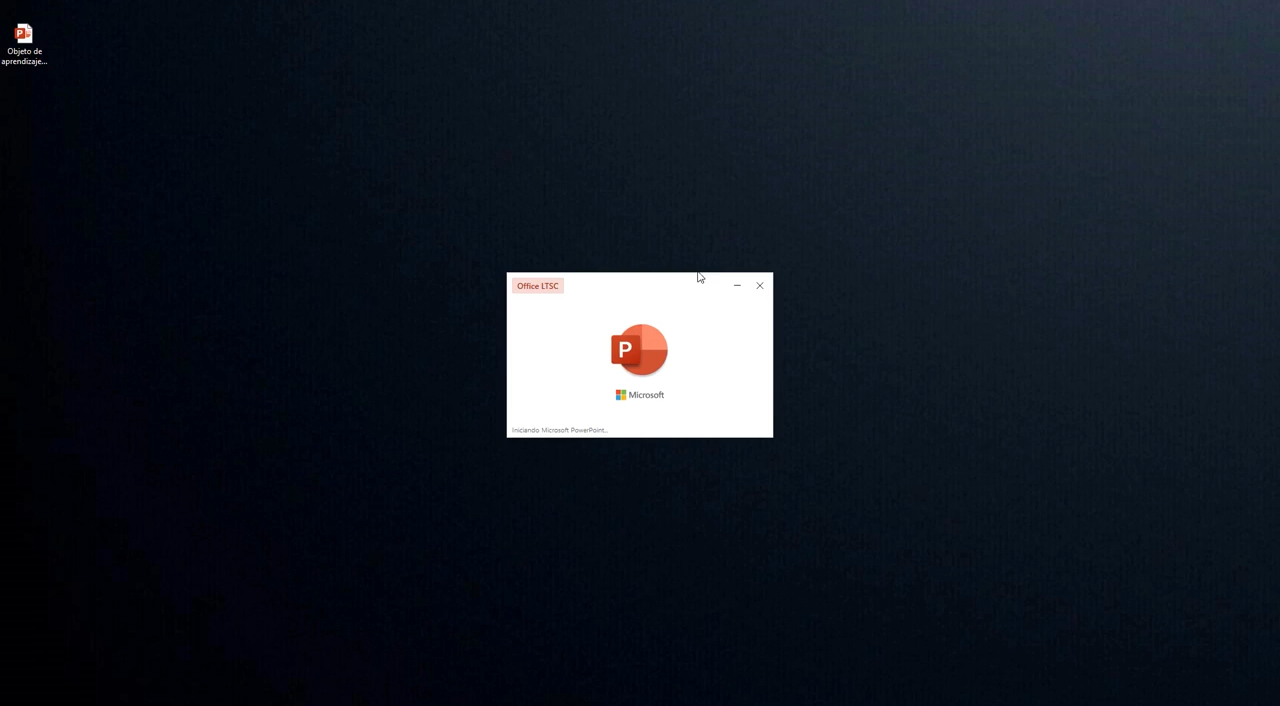 Objeto de
aprendizaje...
Office LTSC
P
Microsoft
Iniciando Microsoft PowerPoint...